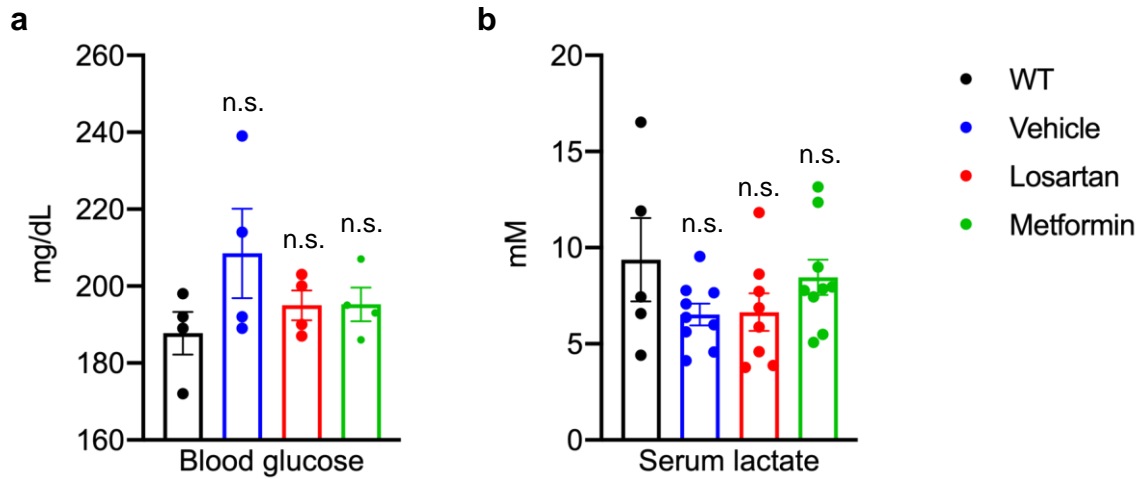 a
mg/dL
260
240
220
200
180
160
n.s.
n.s.
n.s.
Blood glucose
b
mM
20
15
10
5
0
n.s.
n.s.
n.s.
Serum lactate
WT
Vehicle
Losartan
Metformin